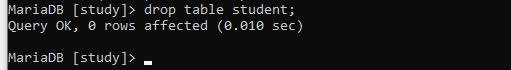 MariaDB [study]> drop table student;
Query OK, 0 rows affected (0.010 sec)
MariaDB [study]> _